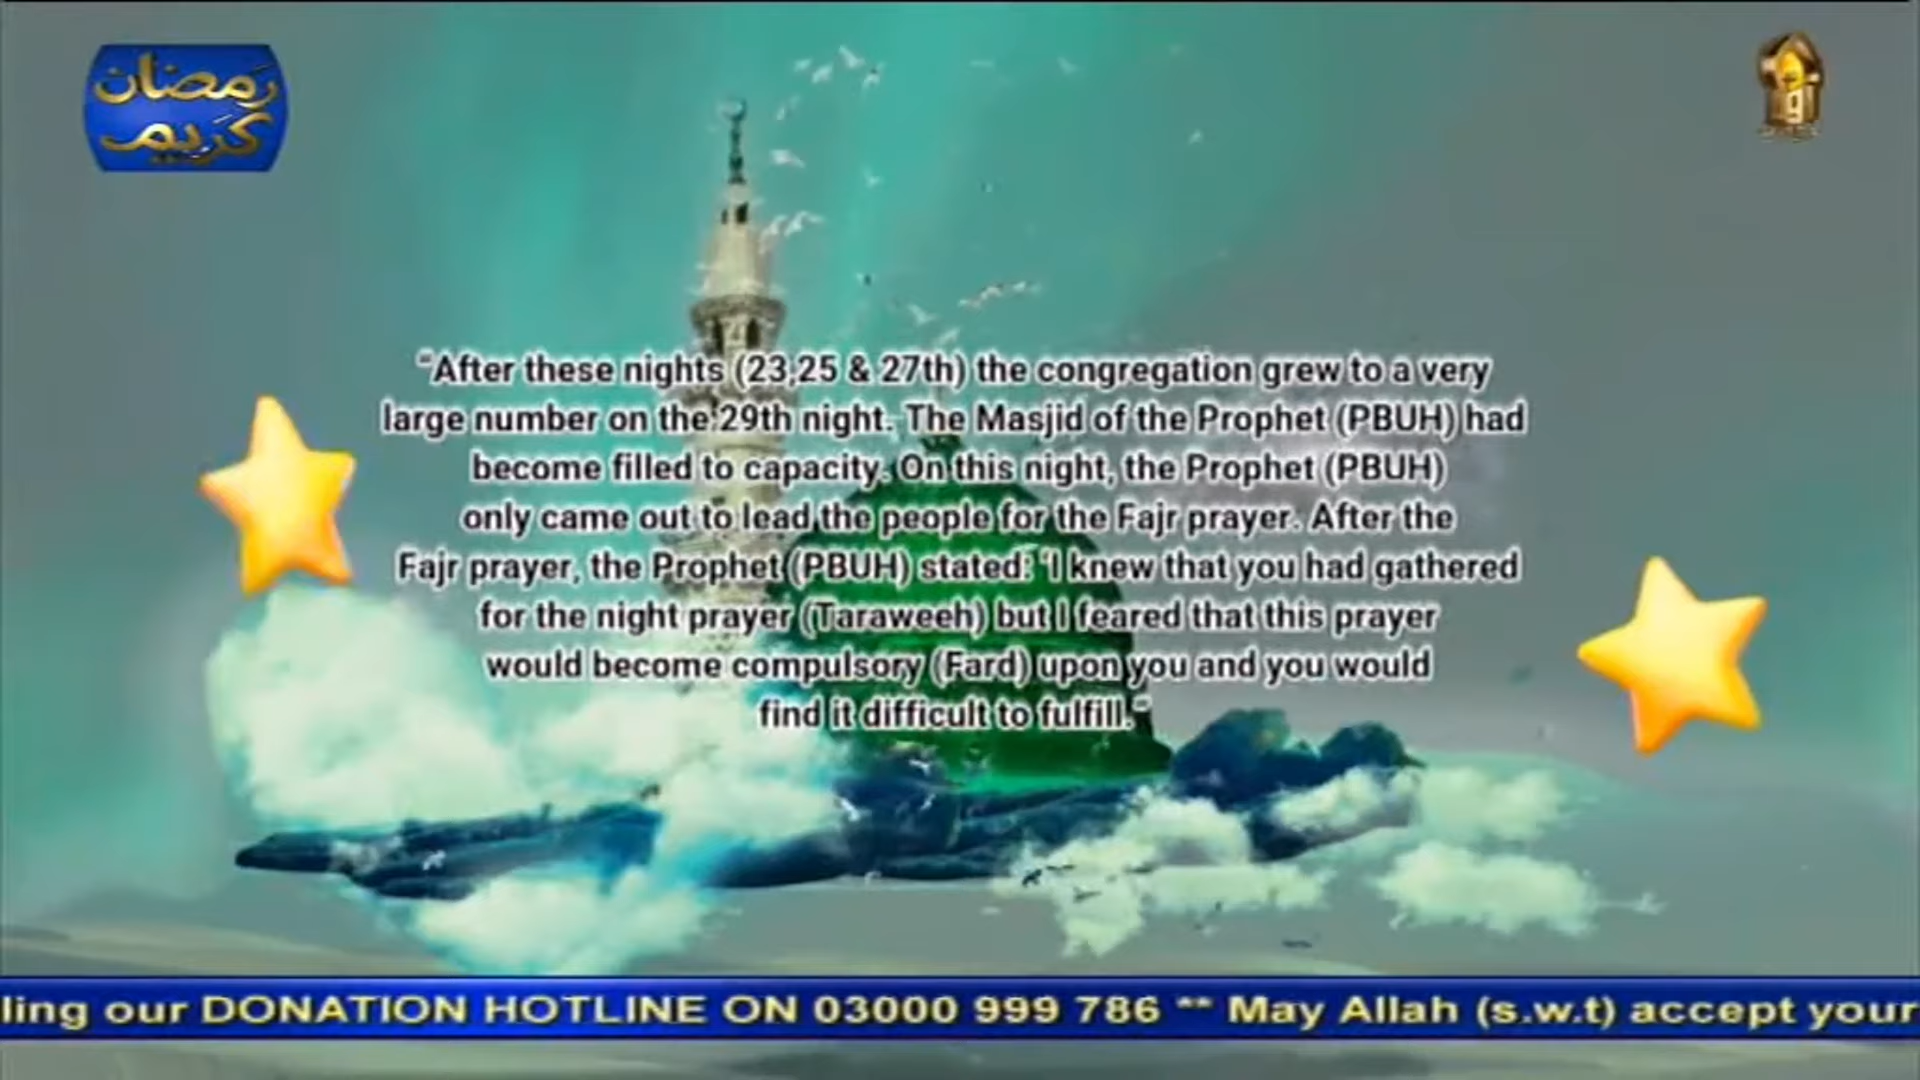 رَمضان
كَريم
"After these nights (23,25 & 27th) the congregation grew to a very
large number on the 29th night. The Masjid of the Prophet (PBUH) had
become filled to capacity. On this night, the Prophet (PBUH)
only came out to lead the people for the Fajr prayer. After the
Fajr prayer, the Prophet (PBUH) stated: 'I knew that you had gathered
for the night prayer (Taraweeh) but I feared that this prayer
would become compulsory (Fard) upon you and you would
find it difficult to fulfill."
ling our DONATION HOTLINE ON 03000 999 786 ** May Allah (s.w.t) accept your